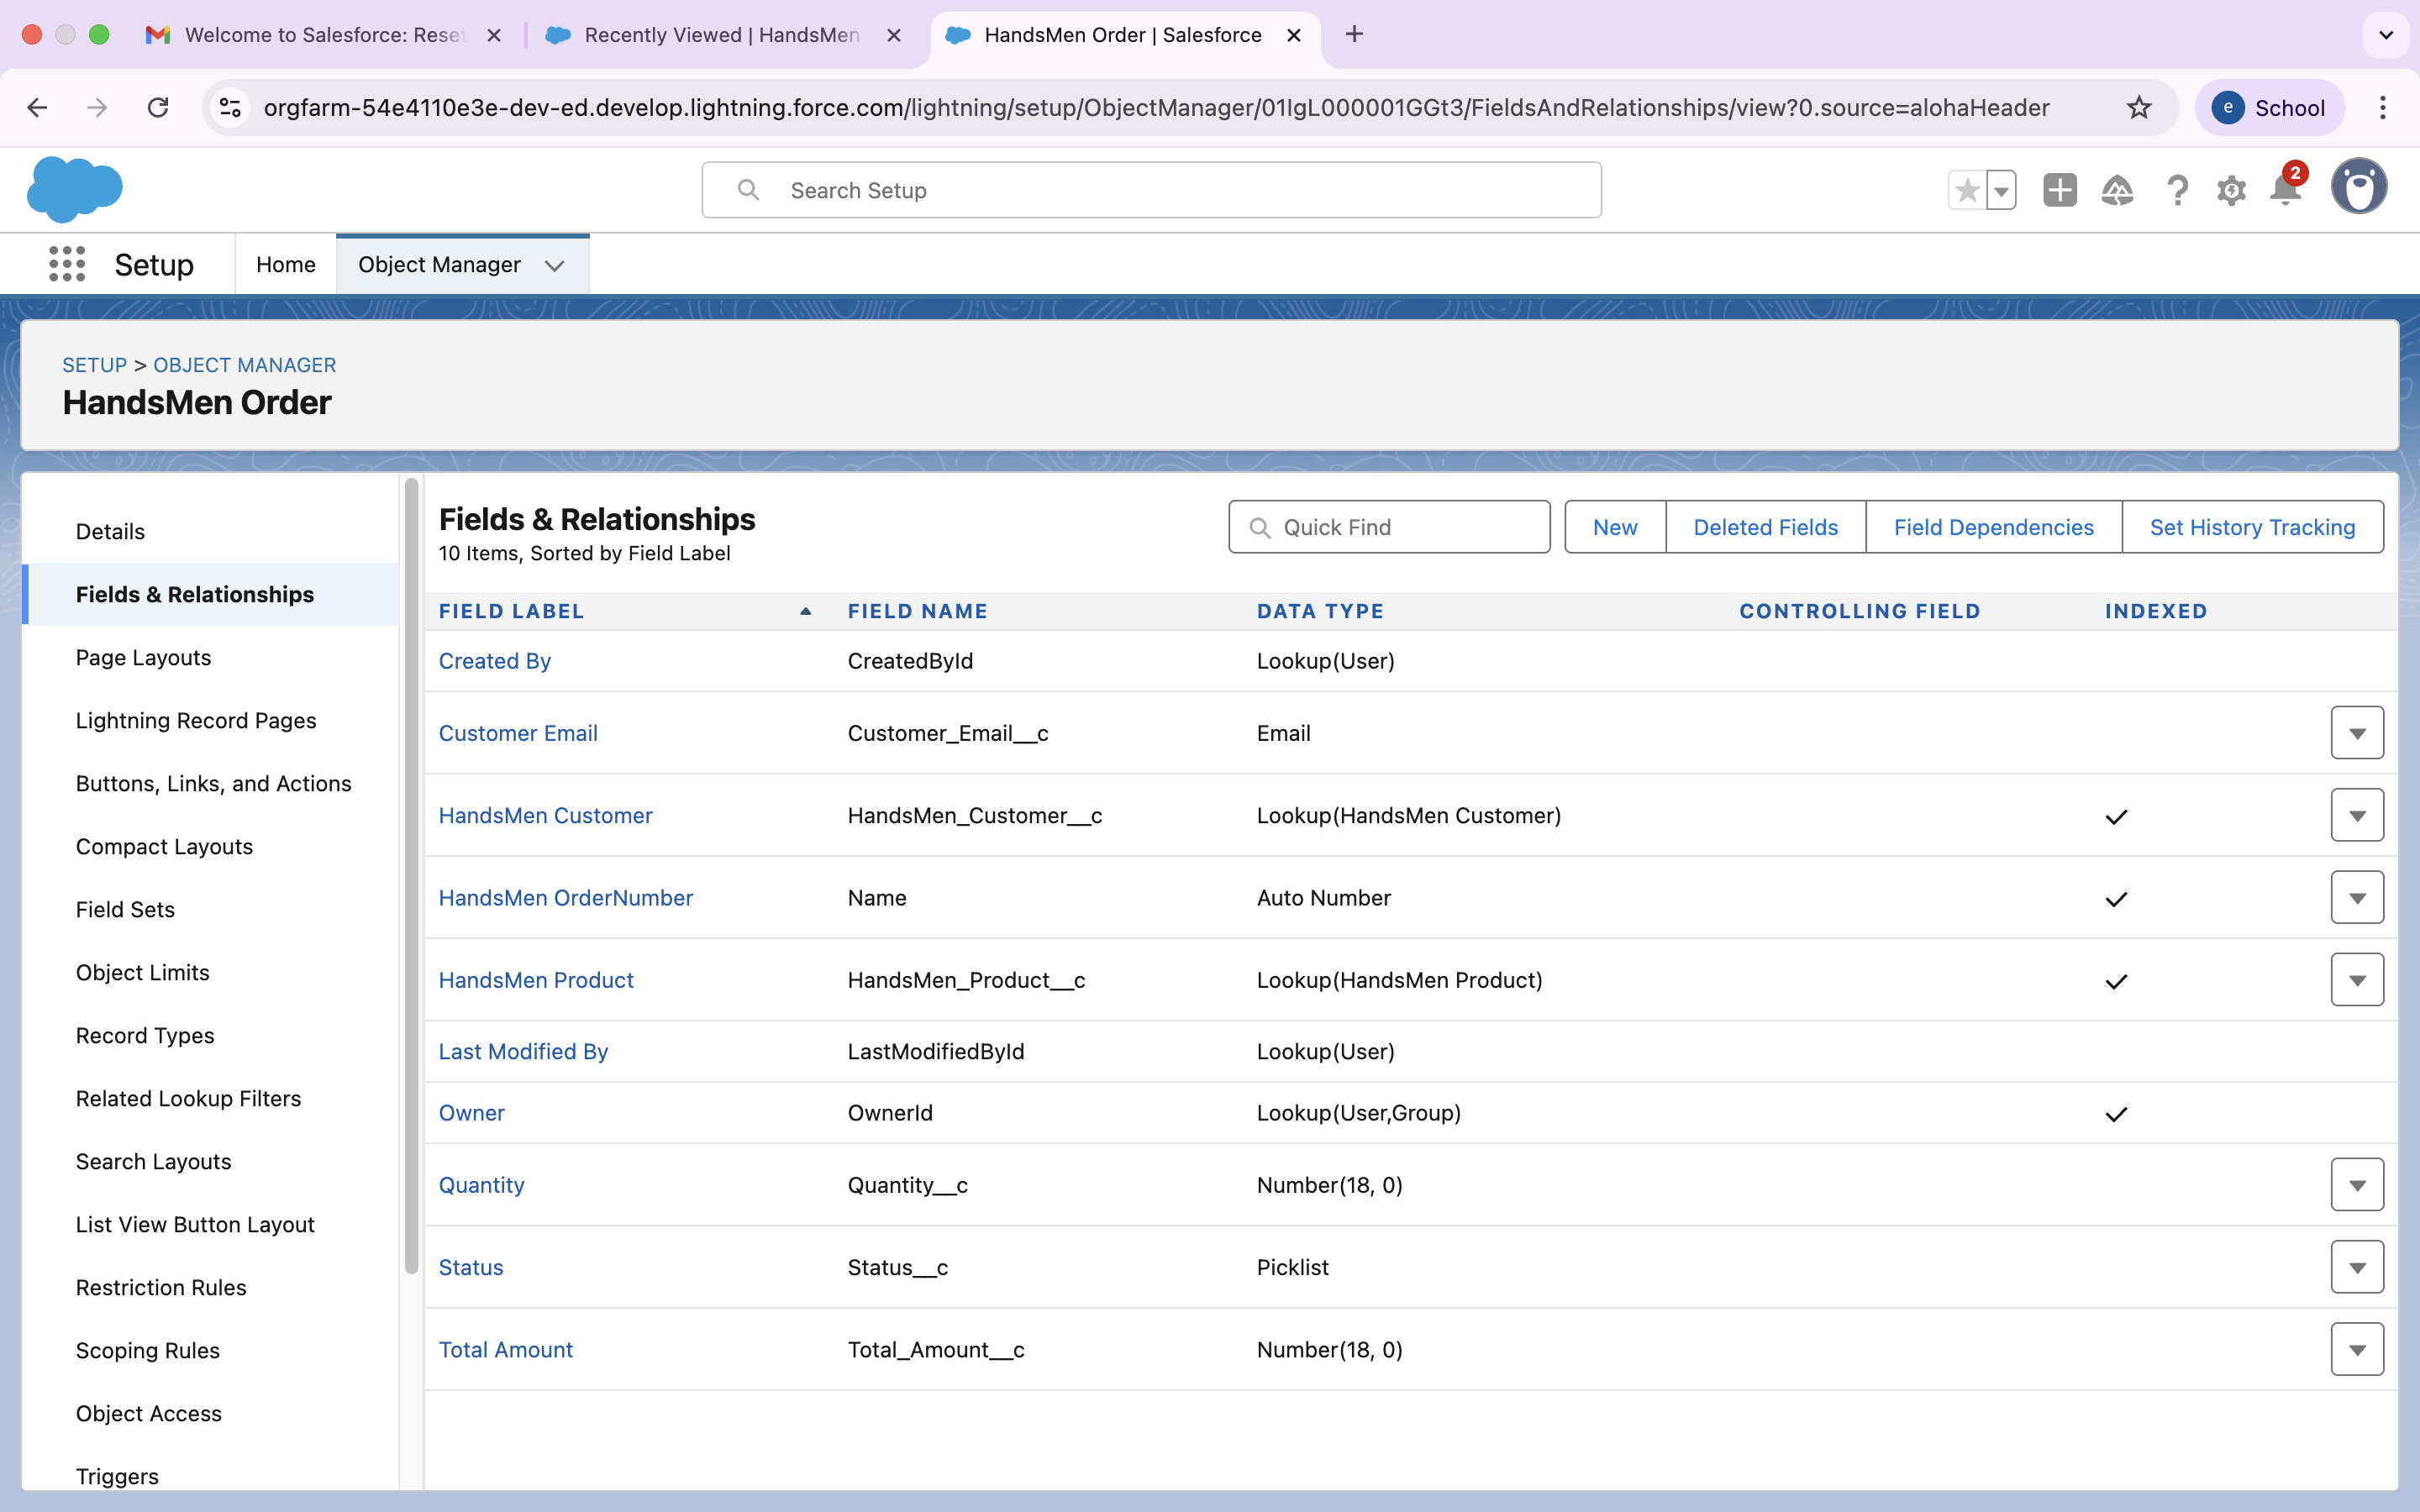 Welcome to Salesforce: Reset
Recently Viewed | HandsMen
HandsMen Order | Salesforce
orgfarm-54e4110e3e-dev-ed.develop.lightning.force.com/lightning/setup/ObjectManager/01IgL000001GGt3/FieldsAndRelationships/view?0.source=alohaHeader
e School
Search Setup
2
Setup
Home
Object Manager
SETUP > OBJECT MANAGER
HandsMen Order
Details
Fields & Relationships
Page Layouts
Lightning Record Pages
Buttons, Links, and Actions
Compact Layouts
Field Sets
Object Limits
Record Types
Related Lookup Filters
Search Layouts
List View Button Layout
Restriction Rules
Scoping Rules
Object Access
Triggers
Fields & Relationships
10 Items, Sorted by Field Label
Quick Find
New
Deleted Fields
Field Dependencies
Set History Tracking
FIELD LABEL FIELD NAME DATA TYPE CONTROLLING FIELD INDEXED
Created By CreatedById Lookup(User)
Customer Email Customer_Email__c Email
HandsMen Customer HandsMen_Customer__c Lookup(HandsMen Customer)
HandsMen OrderNumber Name Auto Number
HandsMen Product HandsMen_Product__c Lookup(HandsMen Product)
Last Modified By LastModifiedById Lookup(User)
Owner OwnerId Lookup(User,Group)
Quantity Quantity__c Number(18, 0)
Status Status__c Picklist
Total Amount Total_Amount__c Number(18, 0)